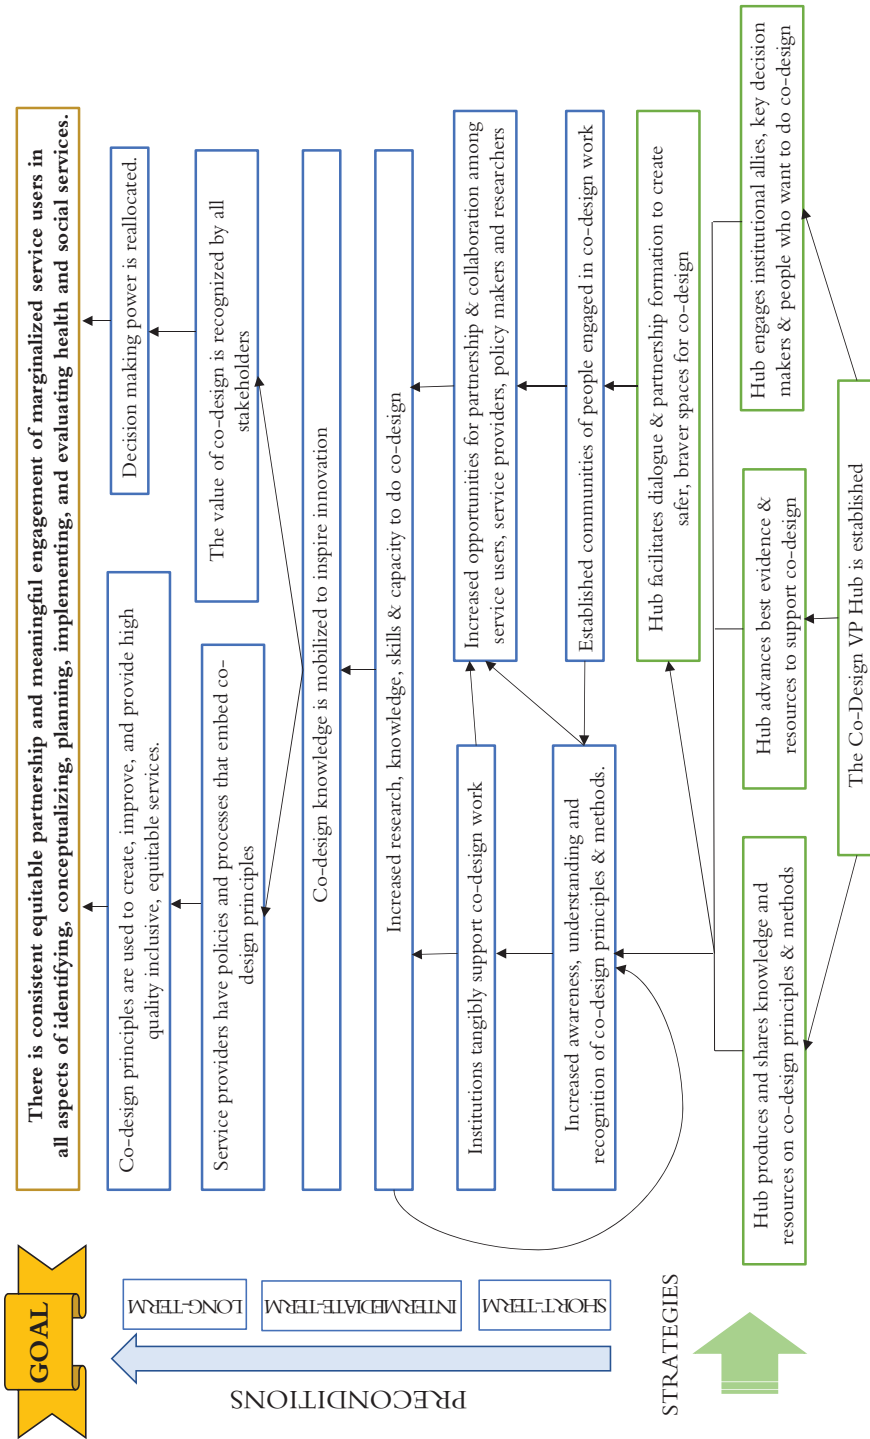 GOAL
There is consistent equitable partnership and meaningful engagement of marginalized service users in
all aspects of identifying, conceptualizing, planning, implementing, and evaluating health and social services.
PRECONDITIONS
LONG-TERM
Co-design principles are used to create, improve, and provide high
quality inclusive, equitable services.
Decision making power is reallocated.
Service providers have policies and processes that embed co-
design principles
The value of co-design is recognized by all
stakeholders
INTERMEDIATE-TERM
Co-design knowledge is mobilized to inspire innovation
Increased research, knowledge, skills & capacity to do co-design
Institutions tangibly support co-design work
Increased opportunities for partnership & collaboration among
service users, service providers, policy makers and researchers
SHORT-TERM
Increased awareness, understanding and
recognition of co-design principles & methods.
Established communities of people engaged in co-design work
STRATEGIES
Hub facilitates dialogue & partnership formation to create
safer, braver spaces for co-design
Hub produces and shares knowledge and
resources on co-design principles & methods
Hub advances best evidence &
resources to support co-design
Hub engages institutional allies, key decision
makers & people who want to do co-design
The Co-Design VP Hub is established